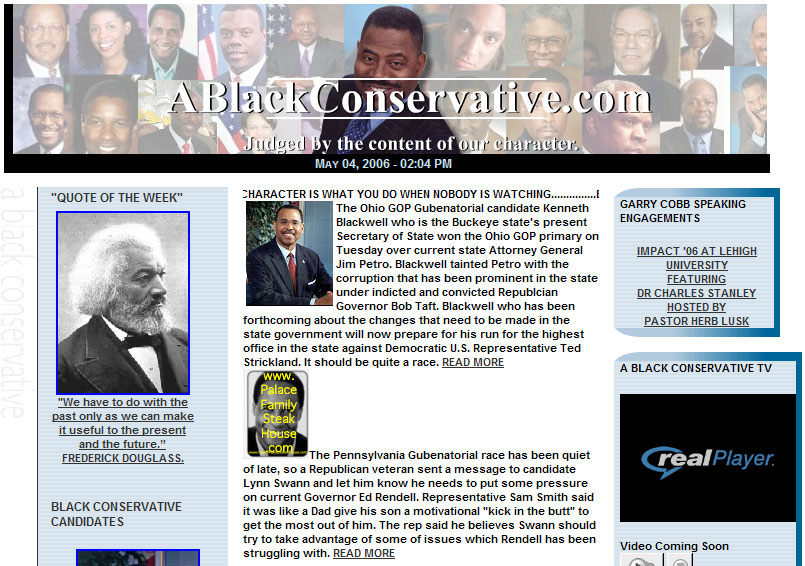 ABlackConservative.com
Judged by the content of our character.
MAY 04, 2006 - 02:04 PM
a black conservative
"QUOTE OF THE WEEK"
"We have to do with the
past only as we can make
it useful to the present
and the future.”
FREDERICK DOUGLASS.
BLACK CONSERVATIVE
CANDIDATES
CHARACTER IS WHAT YOU DO WHEN NOBODY IS WATCHING...............
The Ohio GOP Gubenatorial candidate Kenneth
Blackwell who is the Buckeye state's present
Secretary of State won the Ohio GOP primary on
Tuesday over current state Attorney General
Jim Petro. Blackwell tainted Petro with the
corruption that has been prominent in the state
under indicted and convicted Republcian
Governor Bob Taft. Blackwell who has been
forthcoming about the changes that need to be made in the
state government will now prepare for his run for the highest
office in the state against Democratic U.S. Representative Ted
Strickland. It should be quite a race. READ MORE
www.
Palace
Family
Steak
House
.com
The Pennsylvania Gubenatorial race has been quiet
of late, so a Republican veteran sent a message to candidate
Lynn Swann and let him know he needs to put some pressure
on current Governor Ed Rendell. Representative Sam Smith said
it was like a Dad give his son a motivational "kick in the butt" to
get the most out of him. The rep said he believes Swann should
try to take advantage of some of issues which Rendell has been
struggling with. READ MORE
GARRY COBB SPEAKING
ENGAGEMENTS
IMPACT '06 AT LEHIGH
UNIVERSITY
FEATURING
DR CHARLES STANLEY
HOSTED BY
PASTOR HERB LUSK
A BLACK CONSERVATIVE TV
realPlayer.
Video Coming Soon